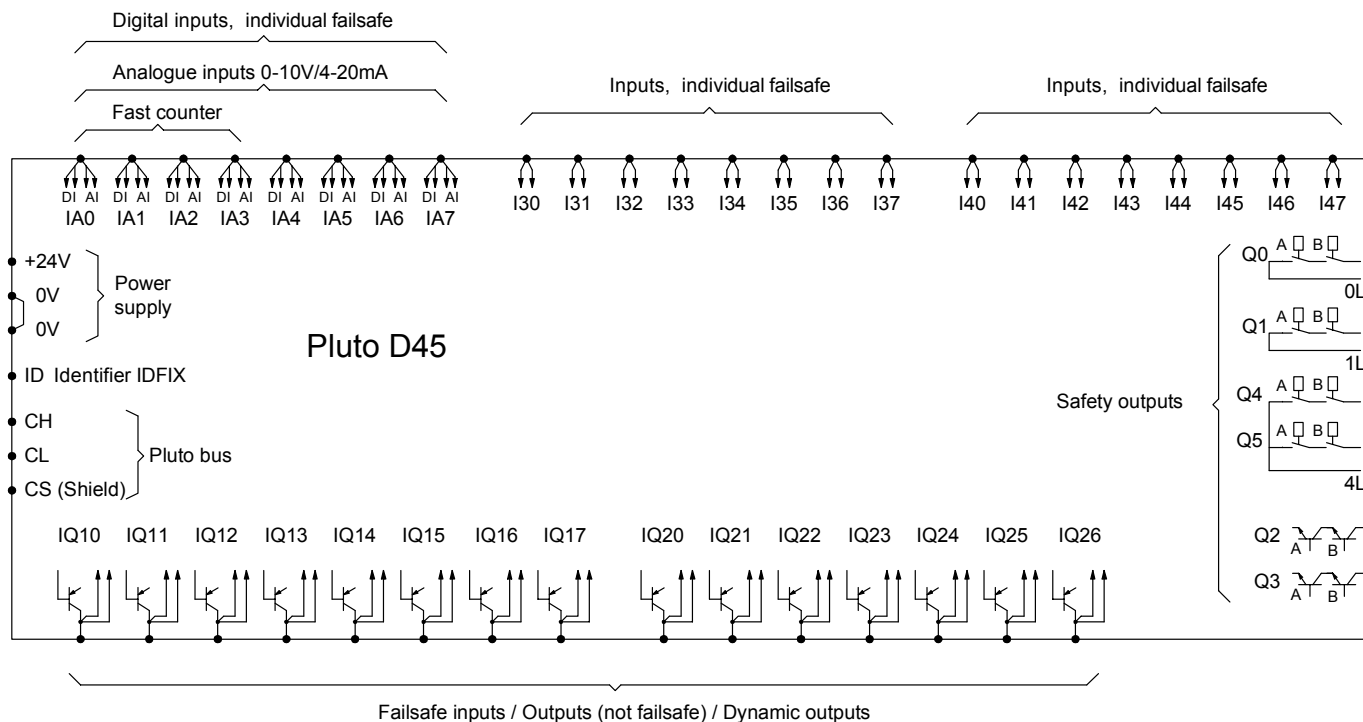 Digital inputs, individual failsafe
Analogue inputs 0-10V/4-20mA
Fast counter
Inputs, individual failsafe
Inputs, individual failsafe
DI AI DI AI DI AI DI AI DI AI DI AI DI AI DI AI
IA0 IA1 IA2 IA3 IA4 IA5 IA6 IA7
I30 I31 I32 I33 I34 I35 I36 I37
I40 I41 I42 I43 I44 I45 I46 I47
+24V
0V
0V
Power
supply
ID Identifier IDFIX
CH
CL
CS (Shield)
Pluto bus
Pluto D45
Safety outputs
Q0 A B
0L
Q1 A B
1L
Q4 A B
Q5 A B
4L
Q2 A B
Q3 A B
IQ10 IQ11 IQ12 IQ13 IQ14 IQ15 IQ16 IQ17 IQ20 IQ21 IQ22 IQ23 IQ24 IQ25 IQ26
Failsafe inputs / Outputs (not failsafe) / Dynamic outputs